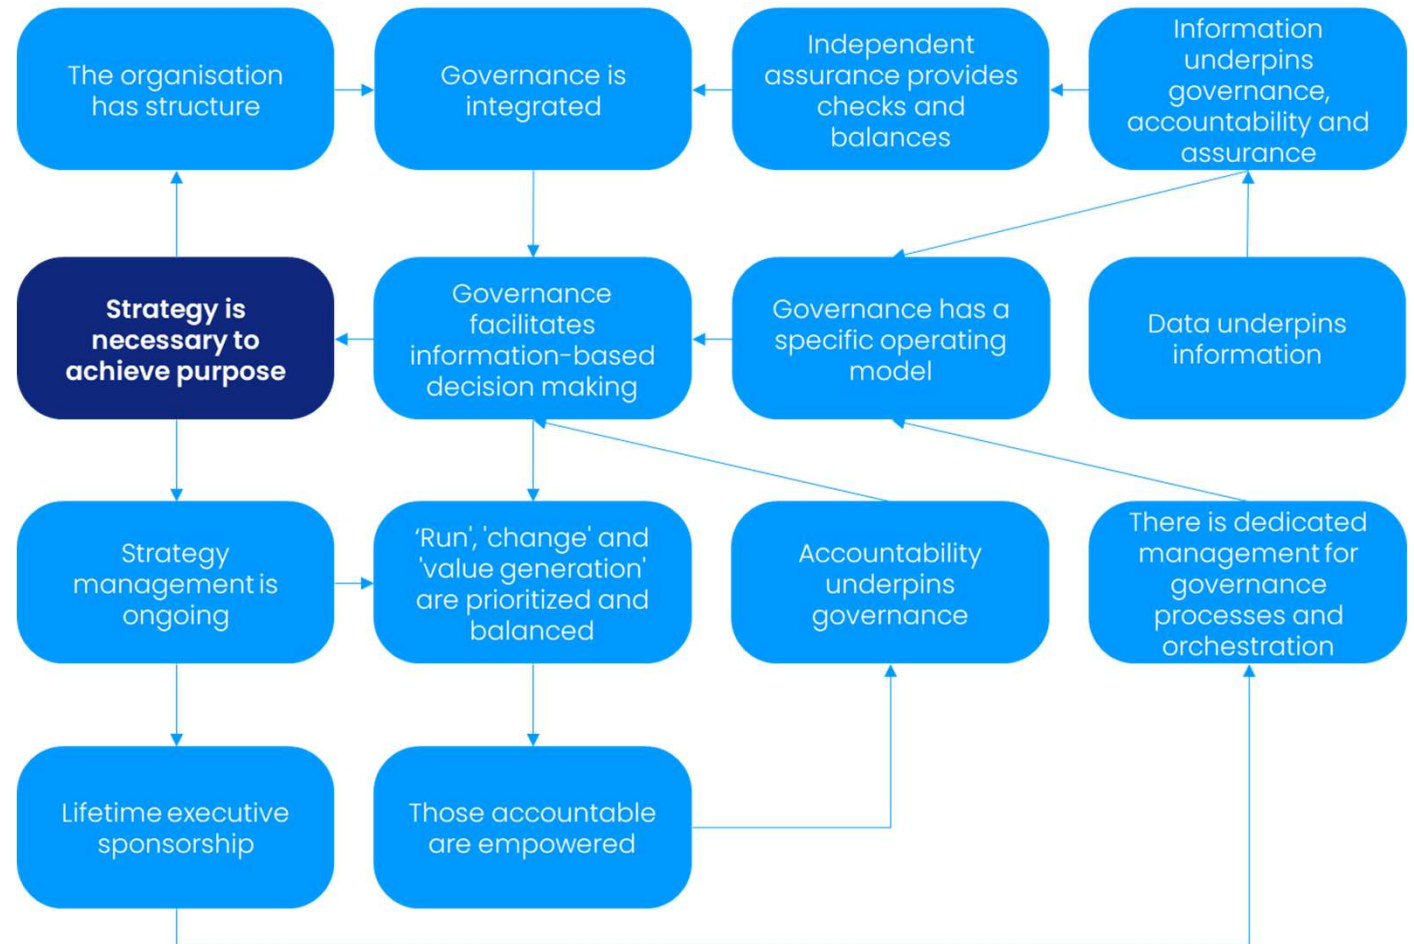 The organisation
has structure
Governance is
integrated
Independent
assurance provides
checks and
balances
Information
underpins
governance,
accountability and
assurance
Strategy is
necessary to
achieve purpose
Governance
facilitates
information-based
decision making
Governance has a
specific operating
model
Data underpins
information
Strategy
management is
ongoing
‘Run', 'change' and
'value generation'
are prioritized and
balanced
Accountability
underpins
governance
There is dedicated
management for
governance
processes and
orchestration
Lifetime executive
sponsorship
Those accountable
are empowered